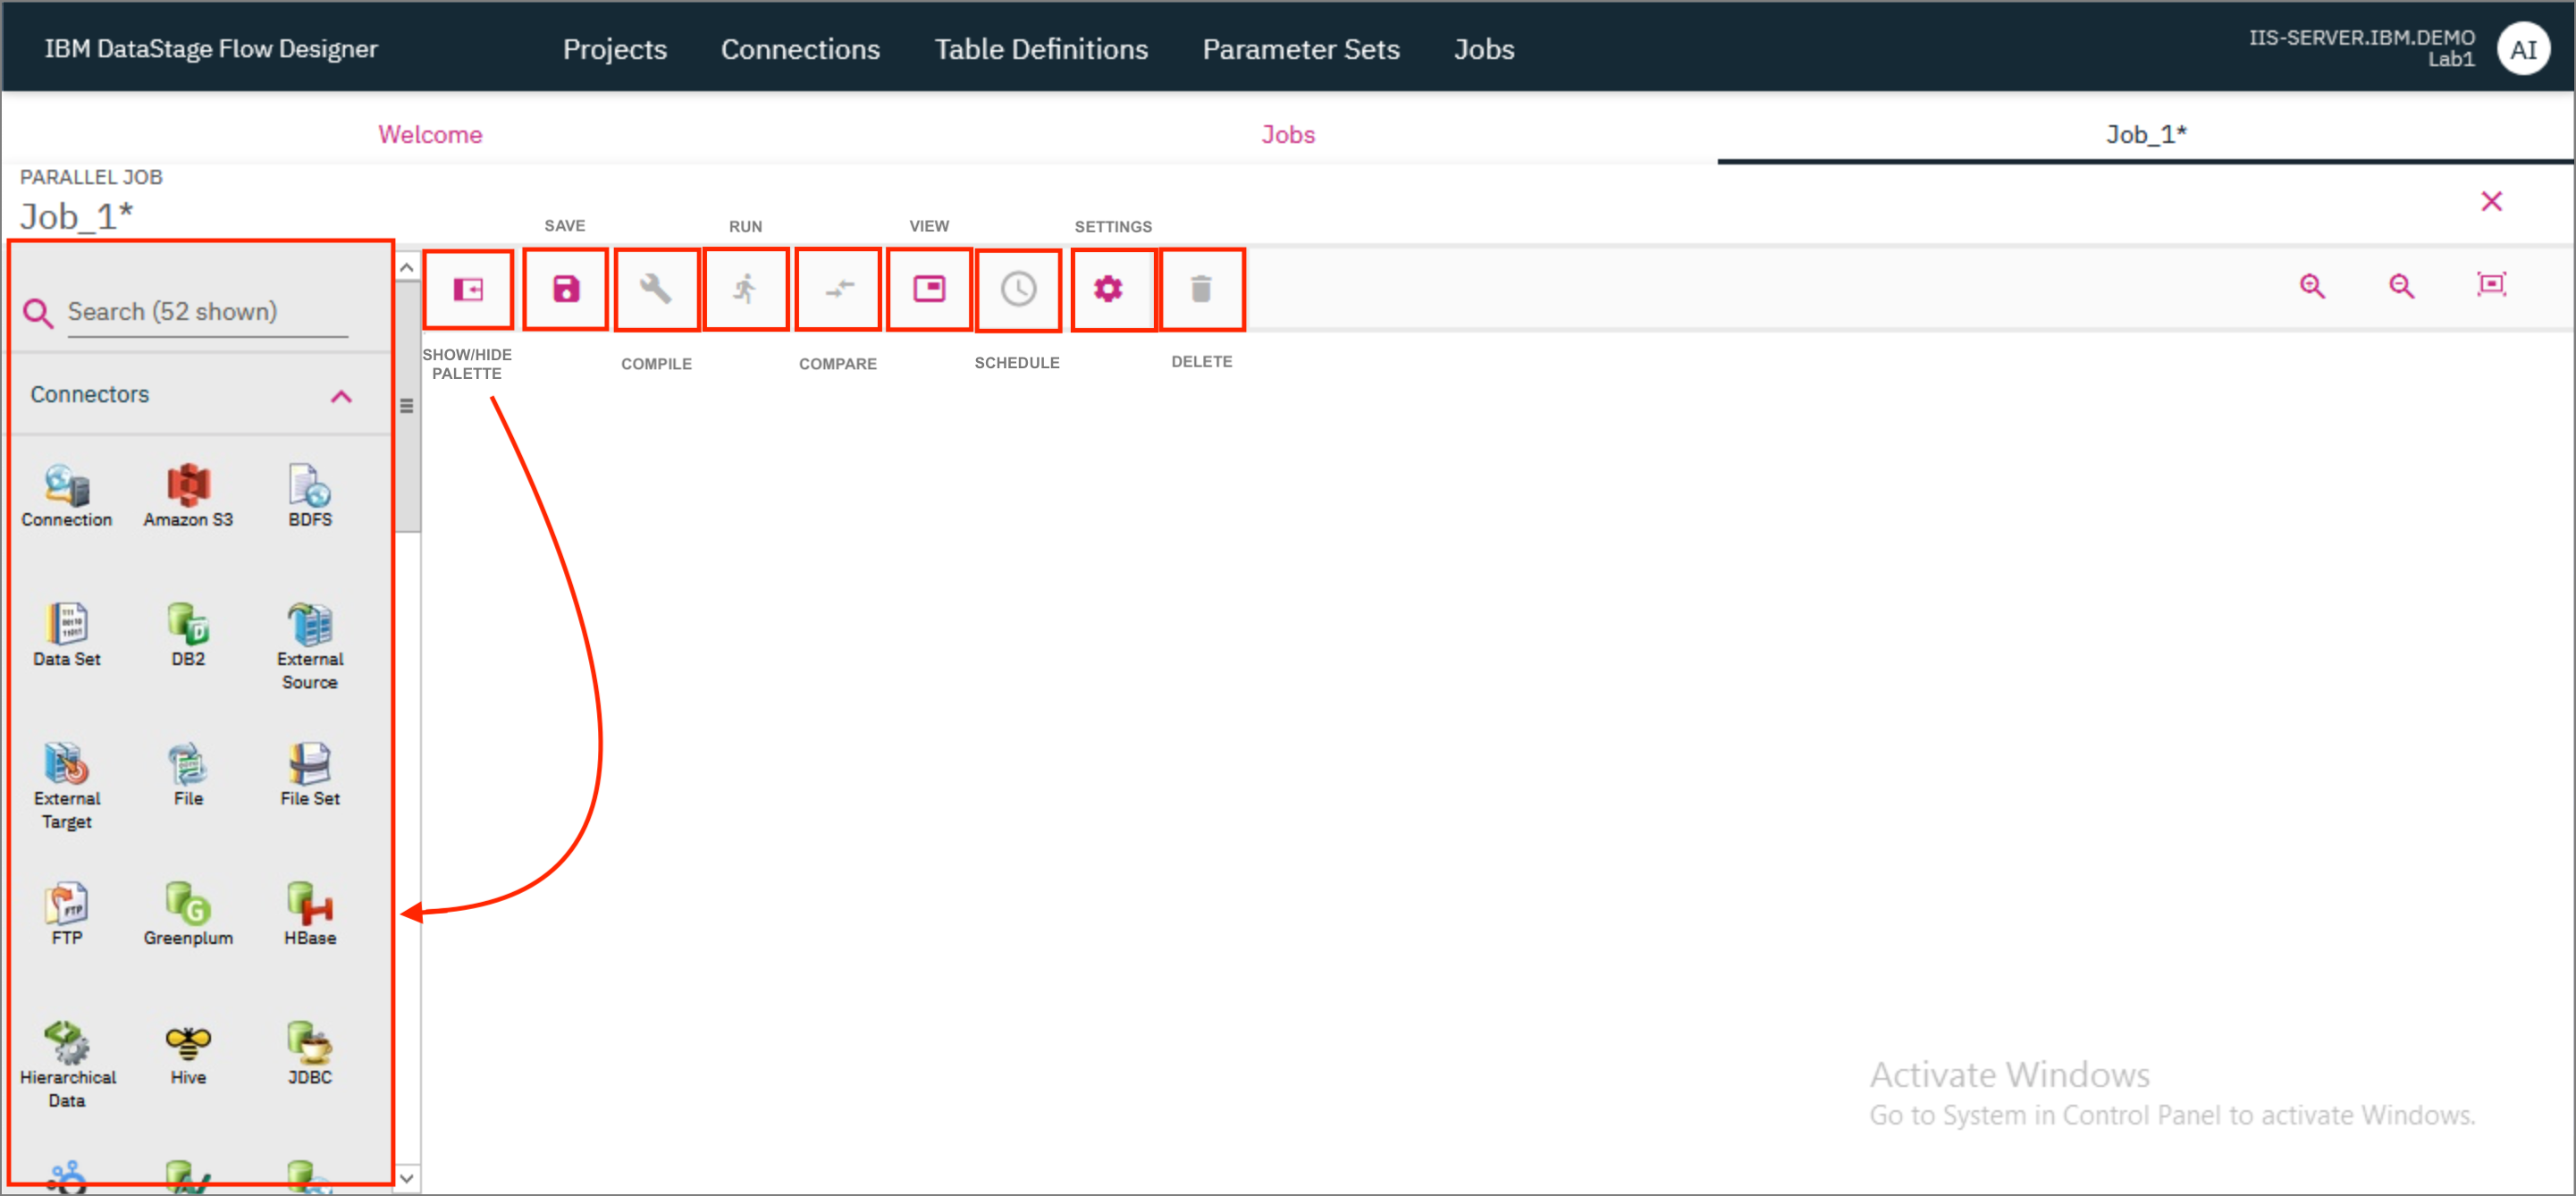 IBM DataStage Flow Designer
Projects
Connections
Table Definitions
Parameter Sets
Jobs
IIS-SERVER.IBM.DEMO
Lab1
AI
Welcome
Jobs
Job_1*
PARALLEL JOB
Job_1*
SAVE
RUN
VIEW
SETTINGS
SHOW/HIDE
PALETTE
COMPILE
COMPARE
SCHEDULE
DELETE
Search (52 shown)
Connectors
Connection
Amazon S3
BDFS
Data Set
DB2
External
Source
External
Target
File
File Set
FTP
Greenplum
HBase
Hierarchical
Data
Hive
JDBC
Activate Windows
Go to System in Control Panel to activate Windows.